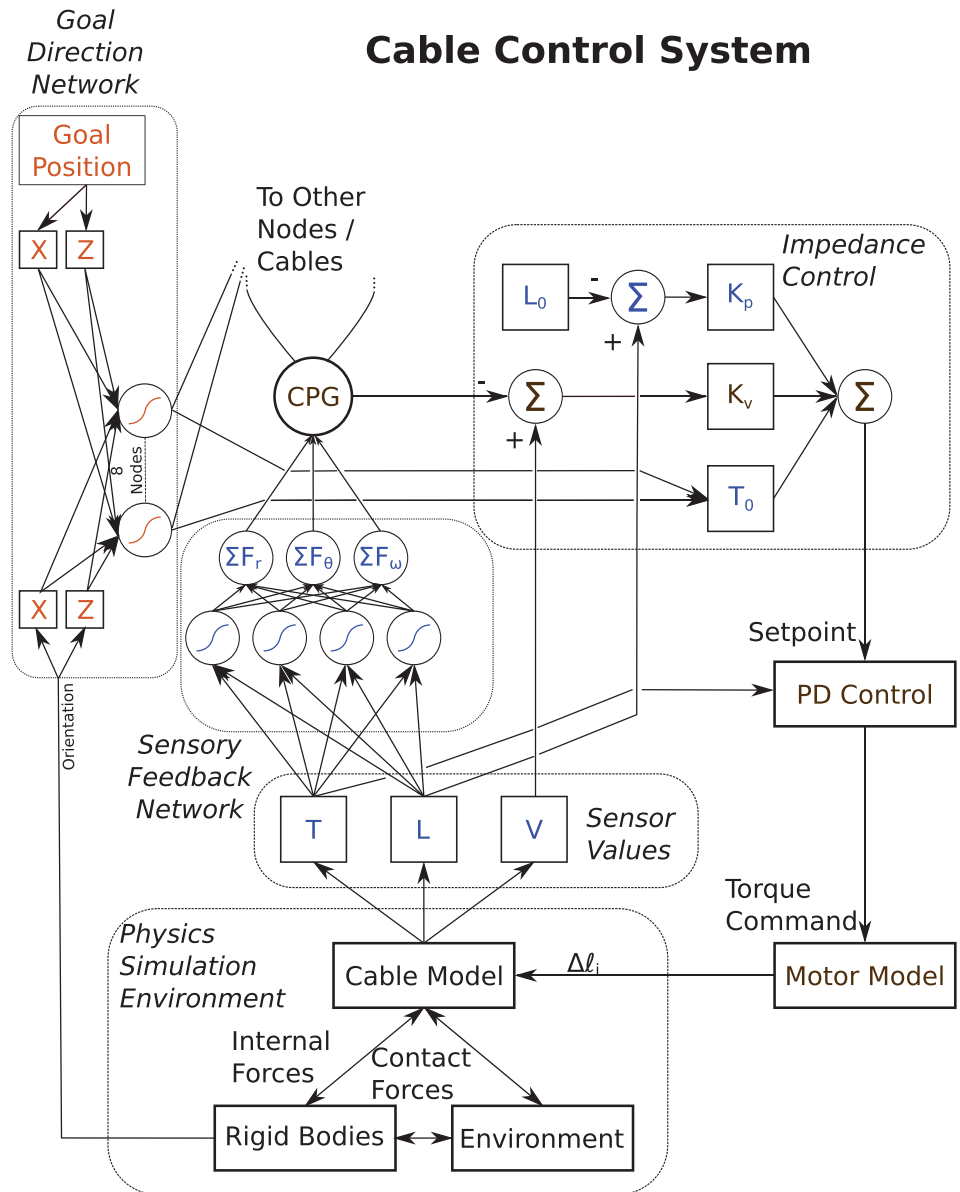 Goal
Direction
Network
Cable Control System
Goal
Position
X
Z
To Other
Nodes /
Cables
Impedance
Control
L₀
-
Σ
+
Kₚ
CPG
-
Σ
+
Kᵥ
Σ
T₀
8
Nodes
ΣFᵣ
ΣF_θ
ΣF_ω
X
Z
Orientation
Setpoint
PD Control
Sensory
Feedback
Network
T
L
V
Sensor
Values
Torque
Command
Physics
Simulation
Environment
Cable Model
Δℓᵢ
Motor Model
Internal
Forces
Contact
Forces
Rigid Bodies
Environment